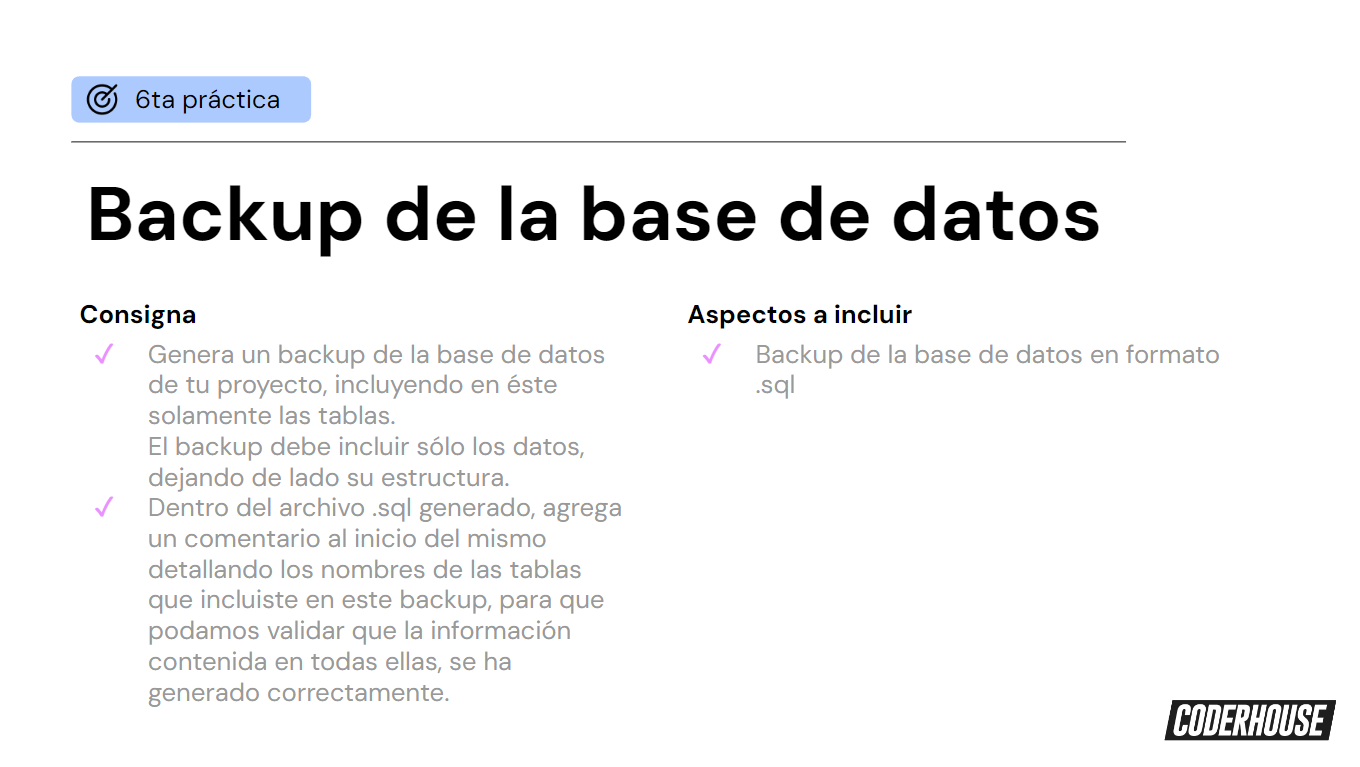 6ta práctica
Backup de la base de datos
Consigna
✓ Genera un backup de la base de datos
de tu proyecto, incluyendo en éste
solamente las tablas.
El backup debe incluir sólo los datos,
dejando de lado su estructura.
✓ Dentro del archivo .sql generado, agrega
un comentario al inicio del mismo
detallando los nombres de las tablas
que incluiste en este backup, para que
podamos validar que la información
contenida en todas ellas, se ha
generado correctamente.
Aspectos a incluir
✓ Backup de la base de datos en formato
.sql
CODERHOUSE